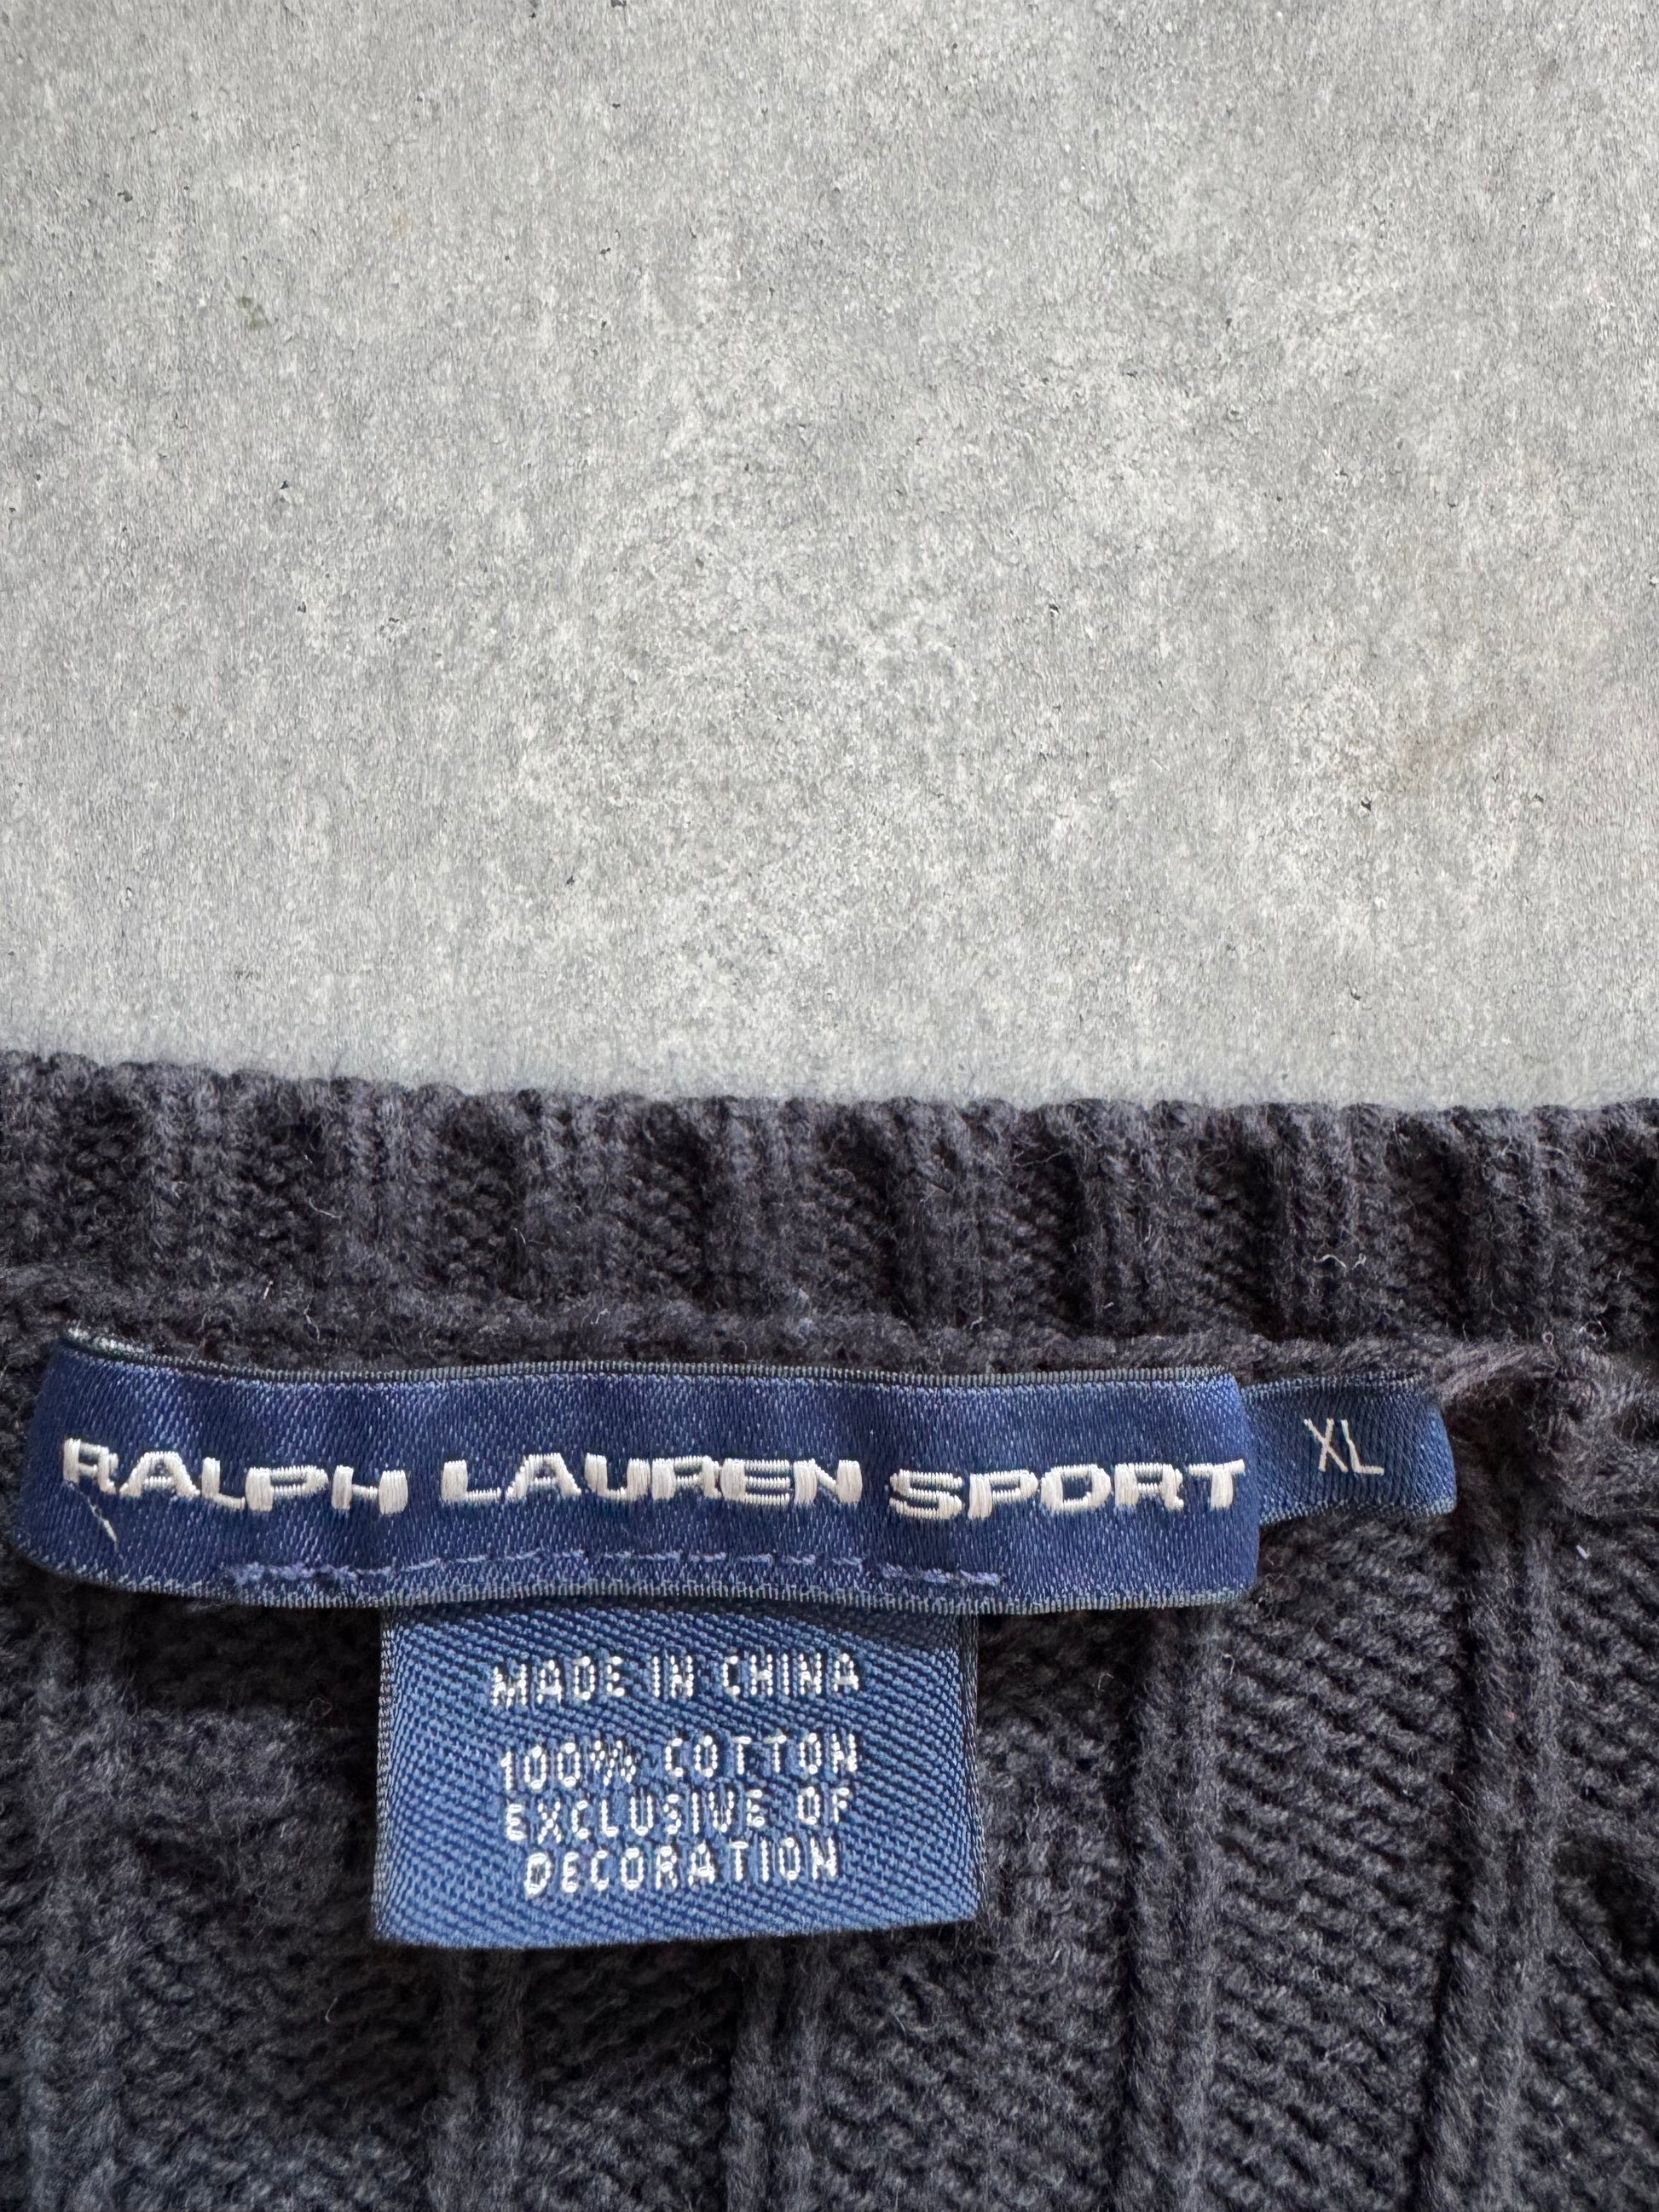 RALPH LAUREN SPORT
XL
MADE IN CHINA
100% COTTON
EXCLUSIVE OF
DECORATION